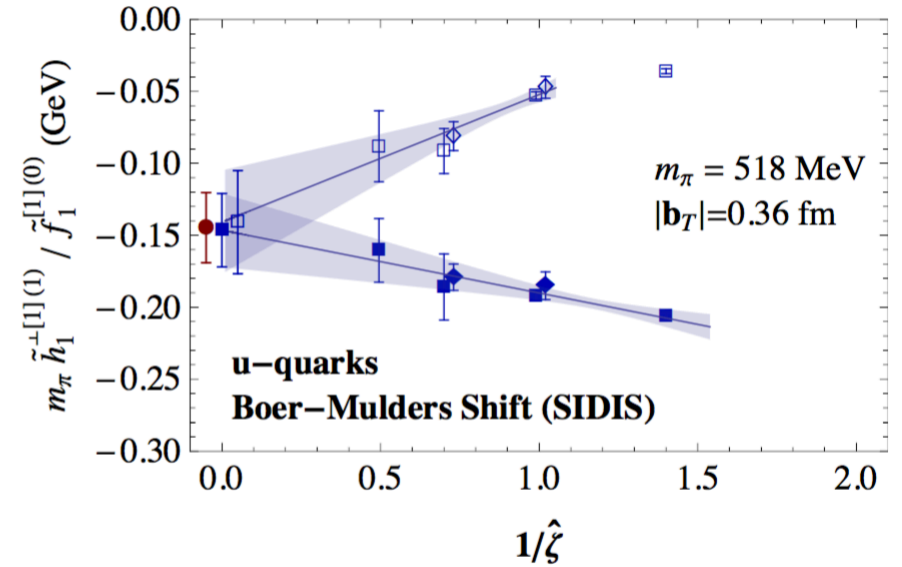 0.00
−0.05
−0.10
−0.15
−0.20
−0.25
−0.30
m_π h̃_1^{⊥[1](1)} / f̃_1^{[1](0)} (GeV)
m_π = 518 MeV
|b_T|=0.36 fm
u−quarks
Boer−Mulders Shift (SIDIS)
0.0 0.5 1.0 1.5 2.0
1/ζ̂